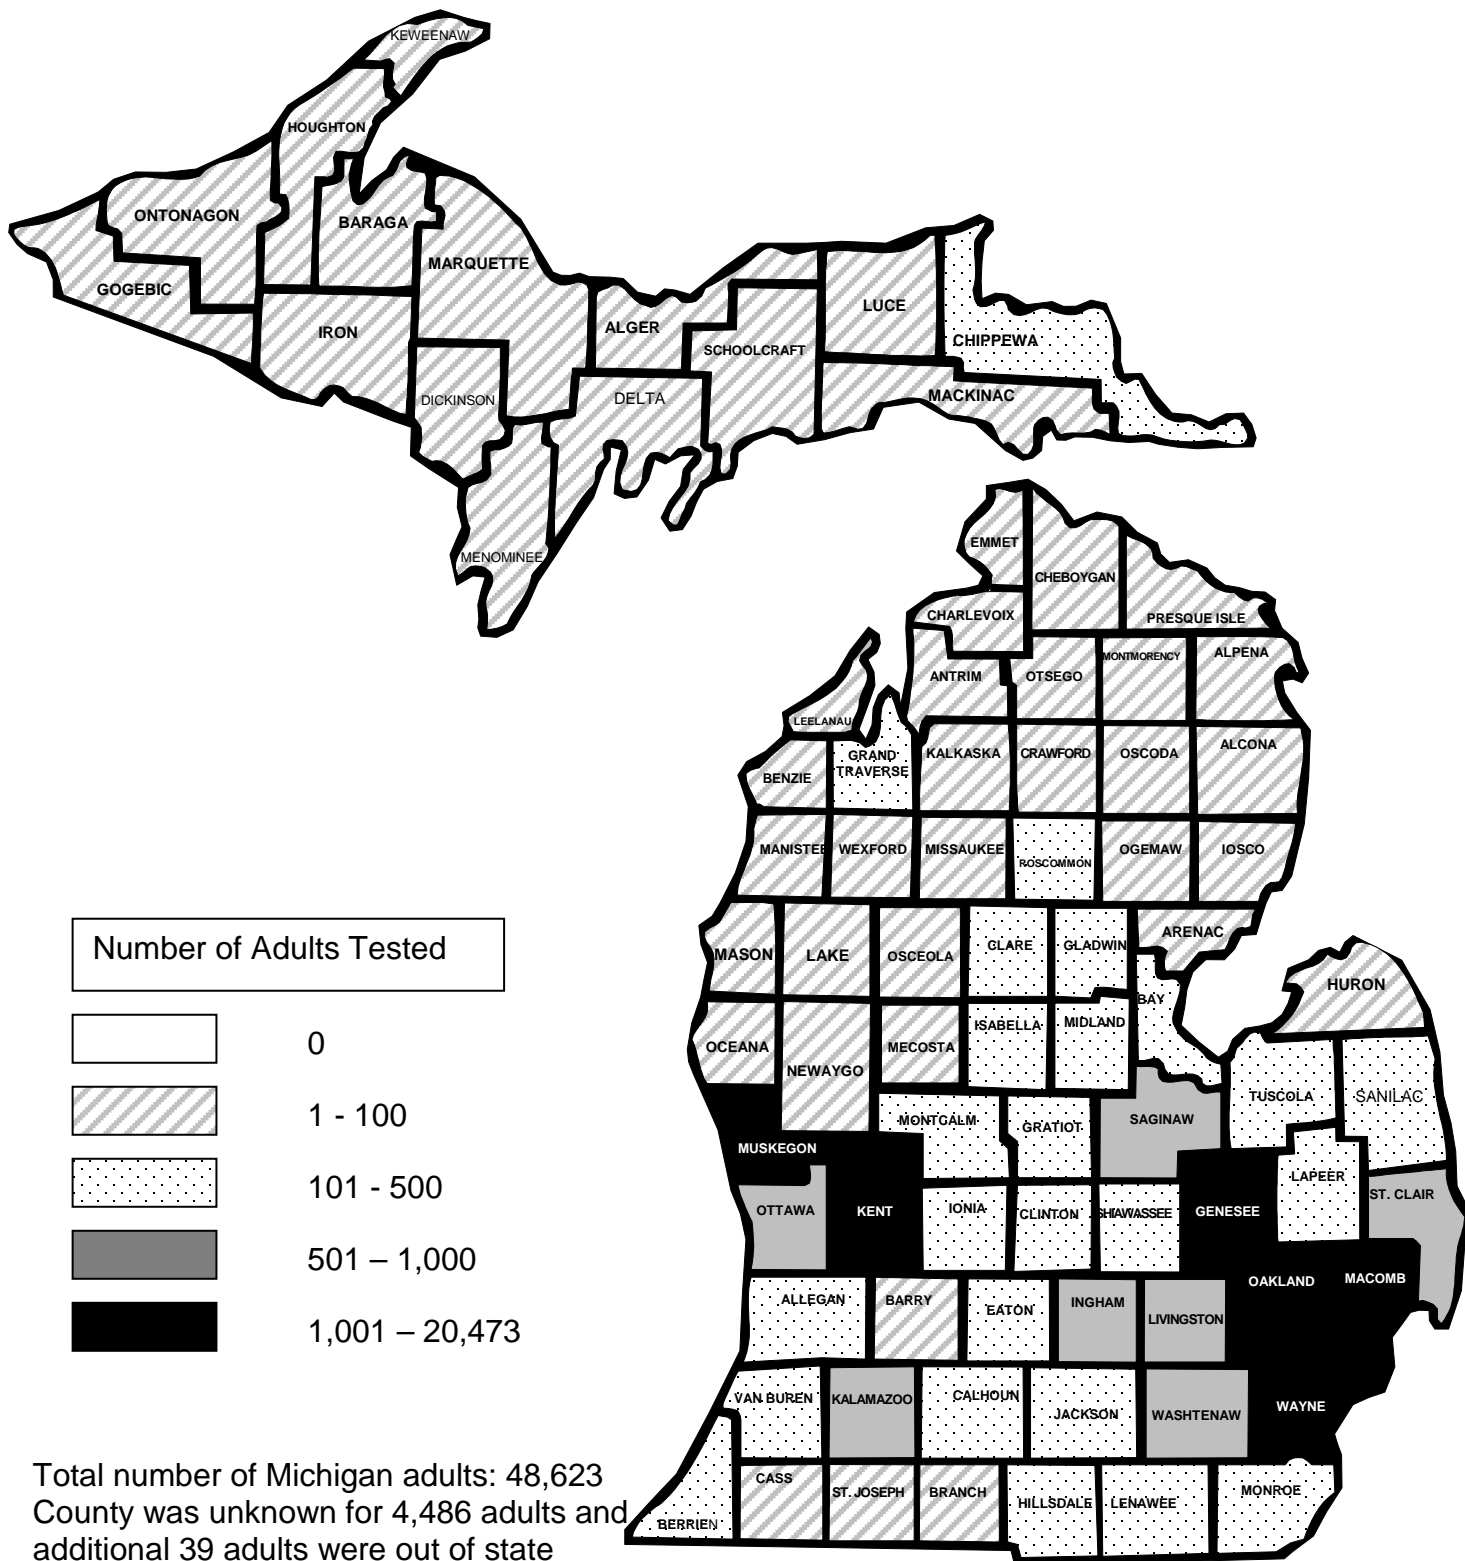 KEWEENAW
HOUGHTON
ONTONAGON
BARAGA
MARQUETTE
GOGEBIC
LUCE
IRON
ALGER
CHIPPEWA
SCHOOLCRAFT
DICKINSON
DELTA
MACKINAC
MENOMINEE
EMMET
CHEBOYGAN
CHARLEVOIX
PRESQUE ISLE
ANTRIM
OTSEGO
MONTMORENCY
ALPENA
LEELANAU
GRAND
TRAVERSE
KALKASKA
CRAWFORD
OSCODA
ALCONA
BENZIE
MANISTEE
WEXFORD
MISSAUKEE
ROSCOMMON
OGEMAW
IOSCO
MASON
LAKE
OSCEOLA
CLARE
GLADWIN
ARENAC
HURON
BAY
OCEANA
NEWAYGO
MECOSTA
ISABELLA
MIDLAND
TUSCOLA
SANILAC
MUSKEGON
MONTCALM
GRATIOT
SAGINAW
LAPEER
ST. CLAIR
OTTAWA
KENT
IONIA
CLINTON
SHIAWASSEE
GENESEE
OAKLAND
MACOMB
ALLEGAN
BARRY
EATON
INGHAM
LIVINGSTON
VAN BUREN
KALAMAZOO
CALHOUN
JACKSON
WASHTENAW
WAYNE
BERRIEN
CASS
ST. JOSEPH
BRANCH
HILLSDALE
LENAWEE
MONROE
Number of Adults Tested
0
1 - 100
101 - 500
501 – 1,000
1,001 – 20,473
Total number of Michigan adults: 48,623
County was unknown for 4,486 adults and
additional 39 adults were out of state